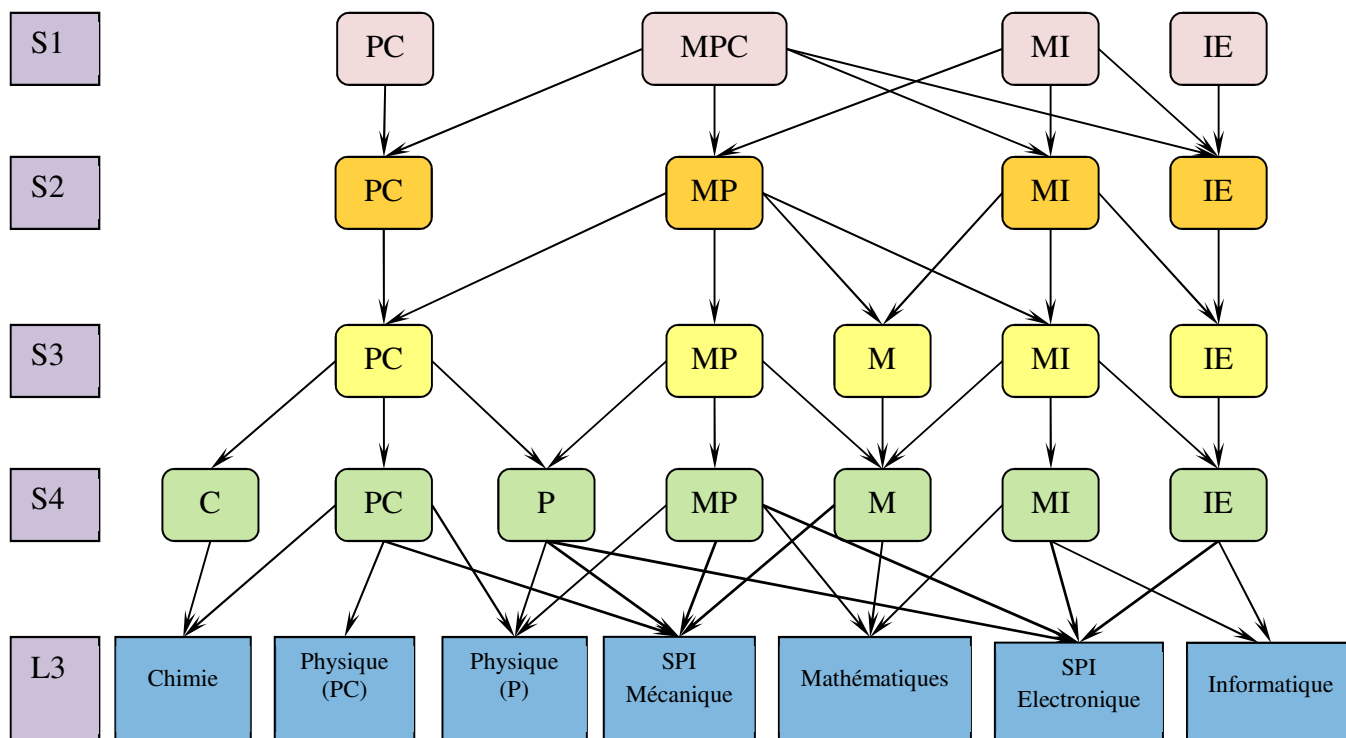 S1
PC
MPC
MI
IE
S2
PC
MP
MI
IE
S3
PC
MP
M
MI
IE
S4
C
PC
P
MP
M
MI
IE
L3
Chimie
Physique
(PC)
Physique
(P)
SPI
Mécanique
Mathématiques
SPI
Electronique
Informatique